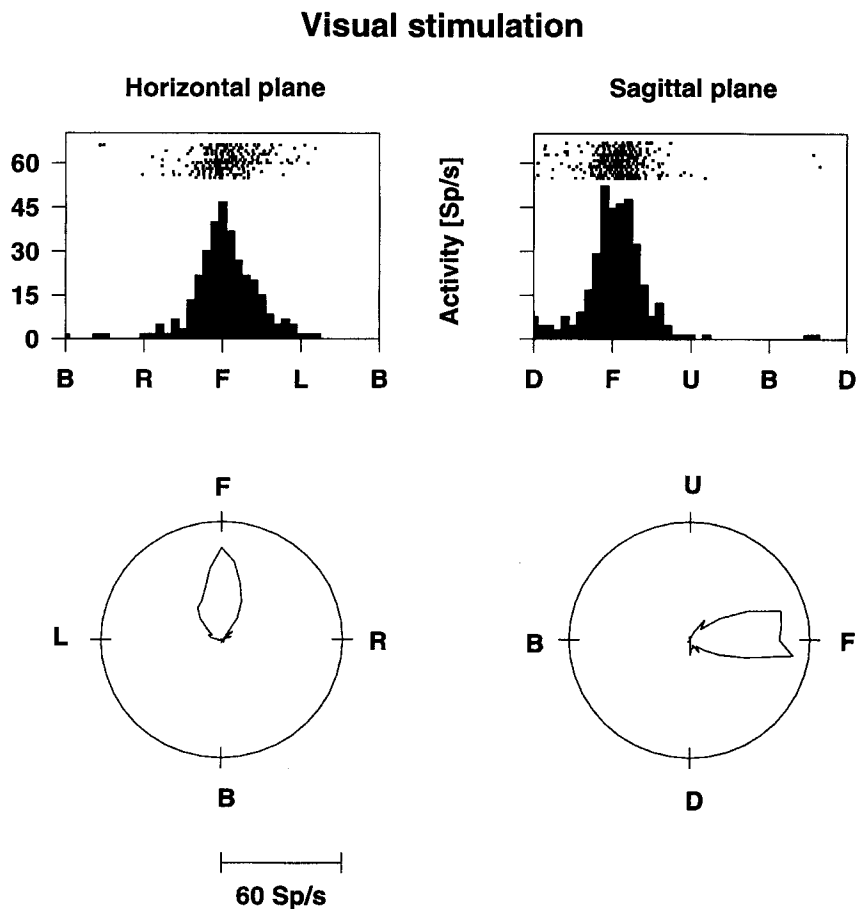 Visual stimulation
Horizontal plane
Sagittal plane
60
45
30
15
0
Activity [Sp/s]
B R F L B
D F U B D
F
L
R
B
U
B
F
D
60 Sp/s